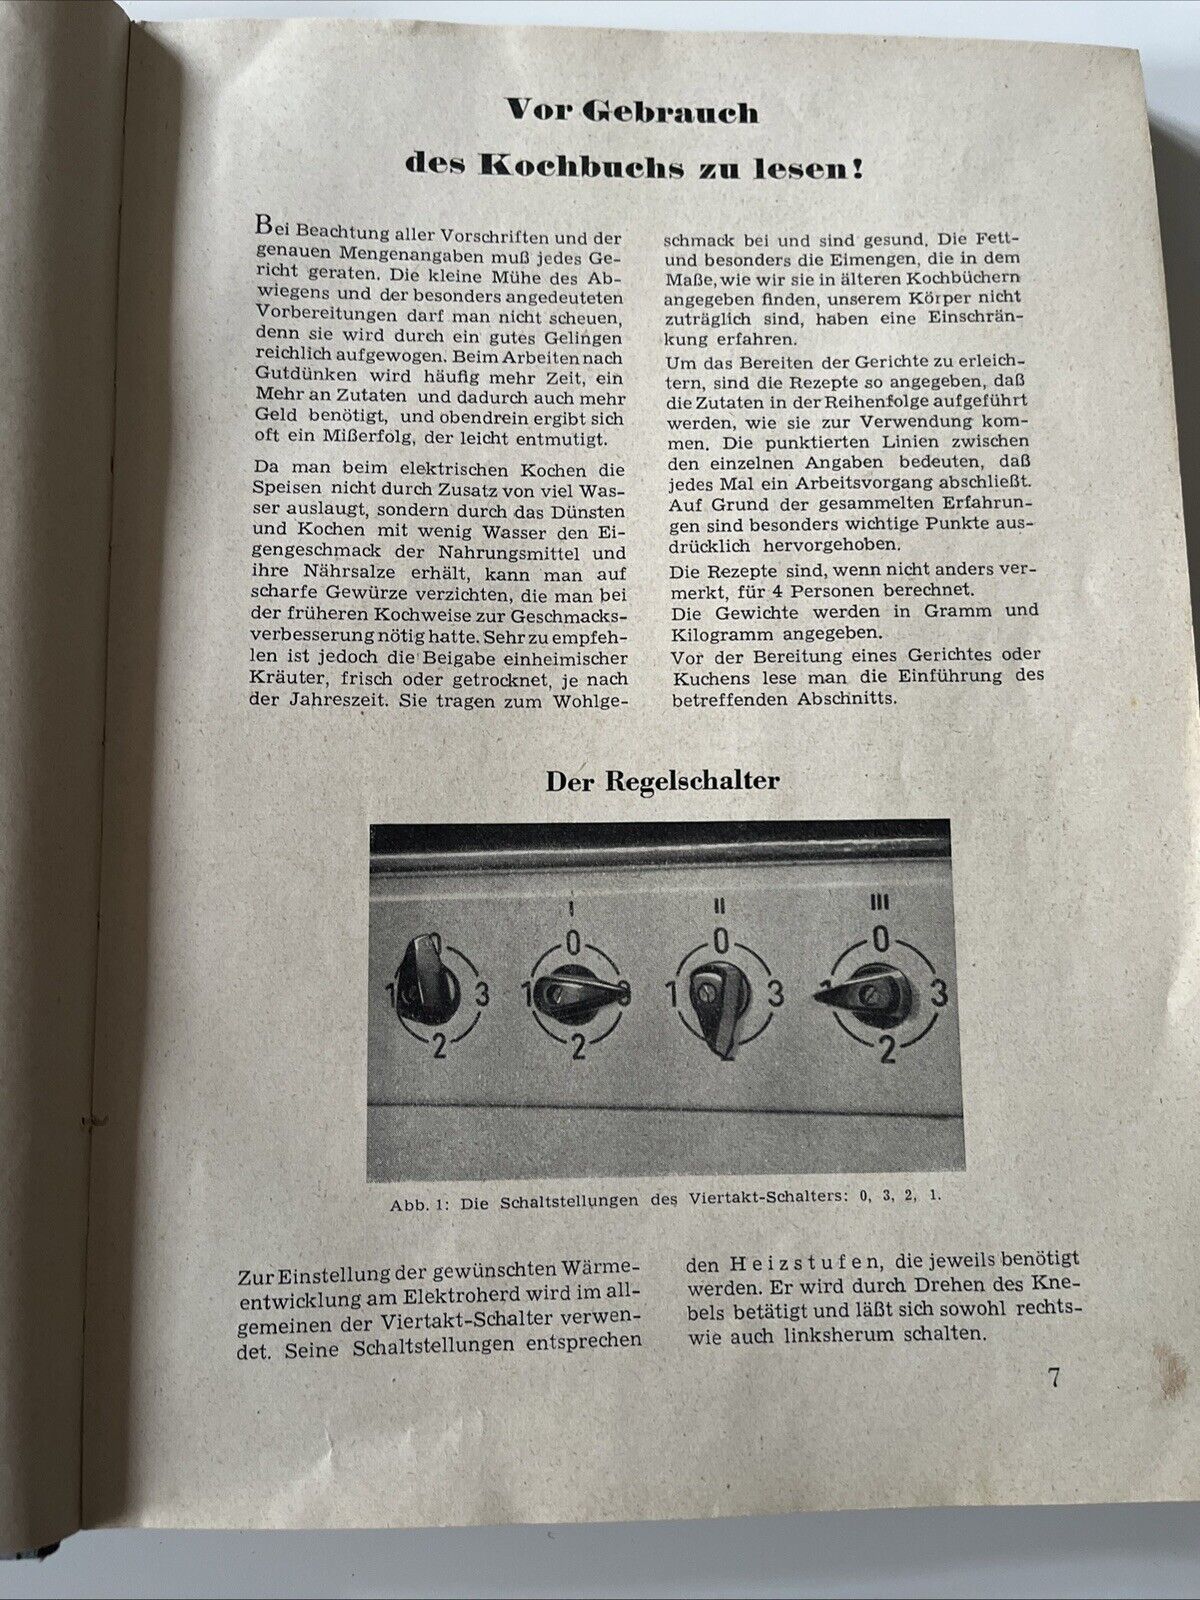 Vor Gebrauch
des Kochbuchs zu lesen!
Bei Beachtung aller Vorschriften und der
genauen Mengenangaben muß jedes Ge-
richt geraten. Die kleine Mühe des Ab-
wiegens und der besonders angedeuteten
Vorbereitungen darf man nicht scheuen,
denn sie wird durch ein gutes Gelingen
reichlich aufgewogen. Beim Arbeiten nach
Gutdünken wird häufig mehr Zeit, ein
Mehr an Zutaten und dadurch auch mehr
Geld benötigt, und obendrein ergibt sich
oft ein Mißerfolg, der leicht entmutigt.
Da man beim elektrischen Kochen die
Speisen nicht durch Zusatz von viel Was-
ser auslaugt, sondern durch das Dünsten
und Kochen mit wenig Wasser den Ei-
gengeschmack der Nahrungsmittel und
ihre Nährsalze erhält, kann man auf
scharfe Gewürze verzichten, die man bei
der früheren Kochweise zur Geschmacks-
verbesserung nötig hatte. Sehr zu empfeh-
len ist jedoch die Beigabe einheimischer
Kräuter, frisch oder getrocknet, je nach
der Jahreszeit. Sie tragen zum Wohlge-
schmack bei und sind gesund. Die Fett-
und besonders die Eimengen, die in dem
Maße, wie wir sie in älteren Kochbüchern
angegeben finden, unserem Körper nicht
zuträglich sind, haben eine Einschrän-
kung erfahren.
Um das Bereiten der Gerichte zu erleich-
tern, sind die Rezepte so angegeben, daß
die Zutaten in der Reihenfolge aufgeführt
werden, wie sie zur Verwendung kom-
men. Die punktierten Linien zwischen
den einzelnen Angaben bedeuten, daß
jedes Mal ein Arbeitsvorgang abschließt.
Auf Grund der gesammelten Erfahrun-
gen sind besonders wichtige Punkte aus-
drücklich hervorgehoben.
Die Rezepte sind, wenn nicht anders ver-
merkt, für 4 Personen berechnet.
Die Gewichte werden in Gramm und
Kilogramm angegeben.
Vor der Bereitung eines Gerichtes oder
Kuchens lese man die Einführung des
betreffenden Abschnitts.
Der Regelschalter
I II III
0 0 0 0
1 3 1 3 1 3 1 3
2 2 2 2
Abb. 1: Die Schaltstellungen des Viertakt-Schalters: 0, 3, 2, 1.
Zur Einstellung der gewünschten Wärme-
entwicklung am Elektroherd wird im all-
gemeinen der Viertakt-Schalter verwen-
det. Seine Schaltstellungen entsprechen
den Heizstufen, die jeweils benötigt
werden. Er wird durch Drehen des Kne-
bels betätigt und läßt sich sowohl rechts-
wie auch linksherum schalten.
7